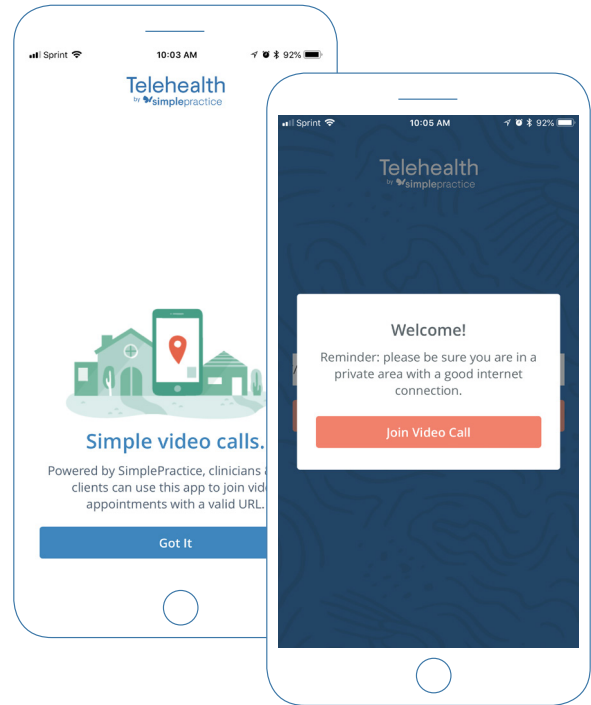 Sprint
10:03 AM
92%
Telehealth
by simplepractice
Simple video calls.
Powered by SimplePractice, clinicians
clients can use this app to join
appointments with a valid URL.
Got It
Sprint
10:05 AM
92%
Telehealth
by simplepractice
Welcome!
Reminder: please be sure you are in a
private area with a good internet
connection.
Join Video Call